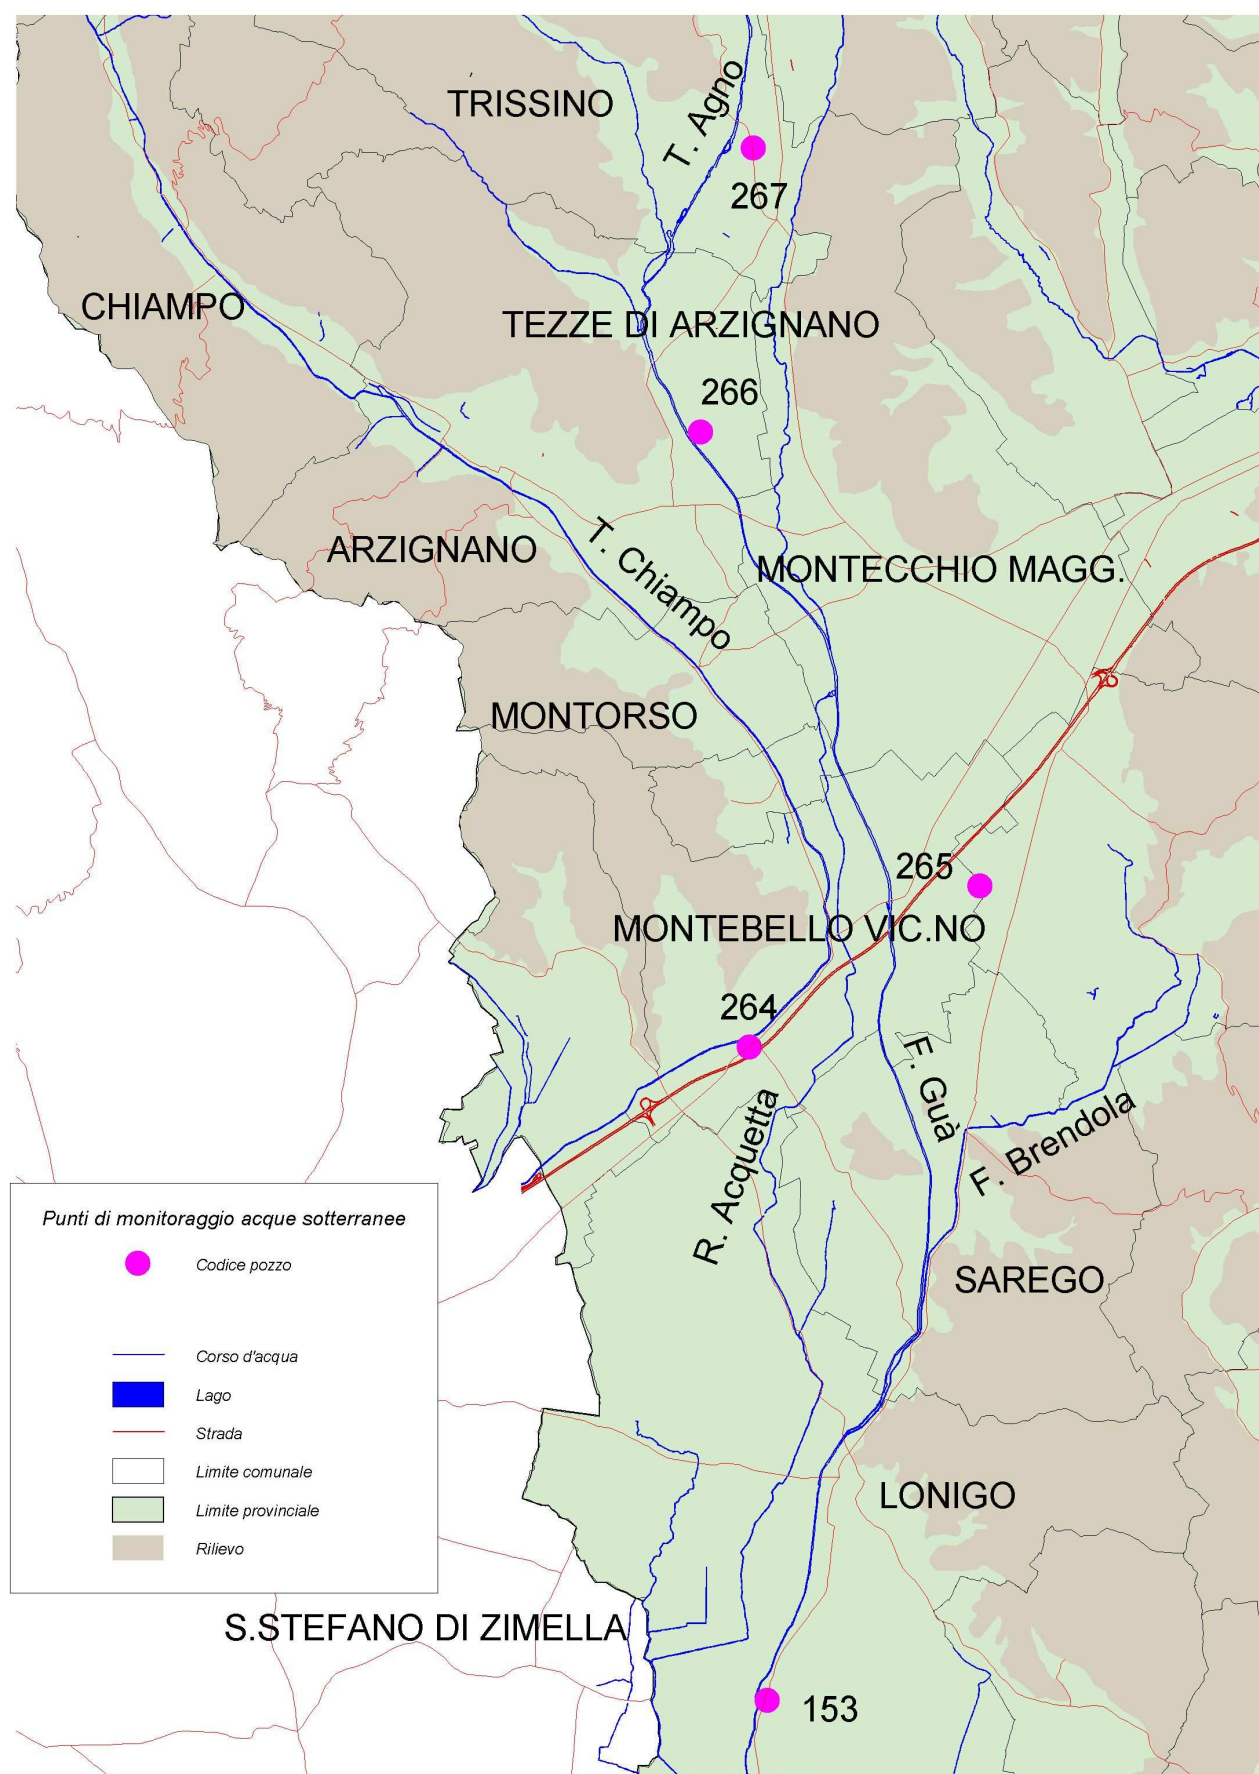 TRISSINO
T. Agno
267
CHIAMPO
TEZZE DI ARZIGNANO
266
ARZIGNANO
T. Chiampo
MONTECCHIO MAGG.
MONTORSO
265
MONTEBELLO VIC.NO
264
F. Guà
R. Acquetta
F. Brendola
SAREGO
Punti di monitoraggio acque sotterranee
Codice pozzo
Corso d'acqua
Lago
Strada
Limite comunale
Limite provinciale
Rilievo
LONIGO
S.STEFANO DI ZIMELLA
153